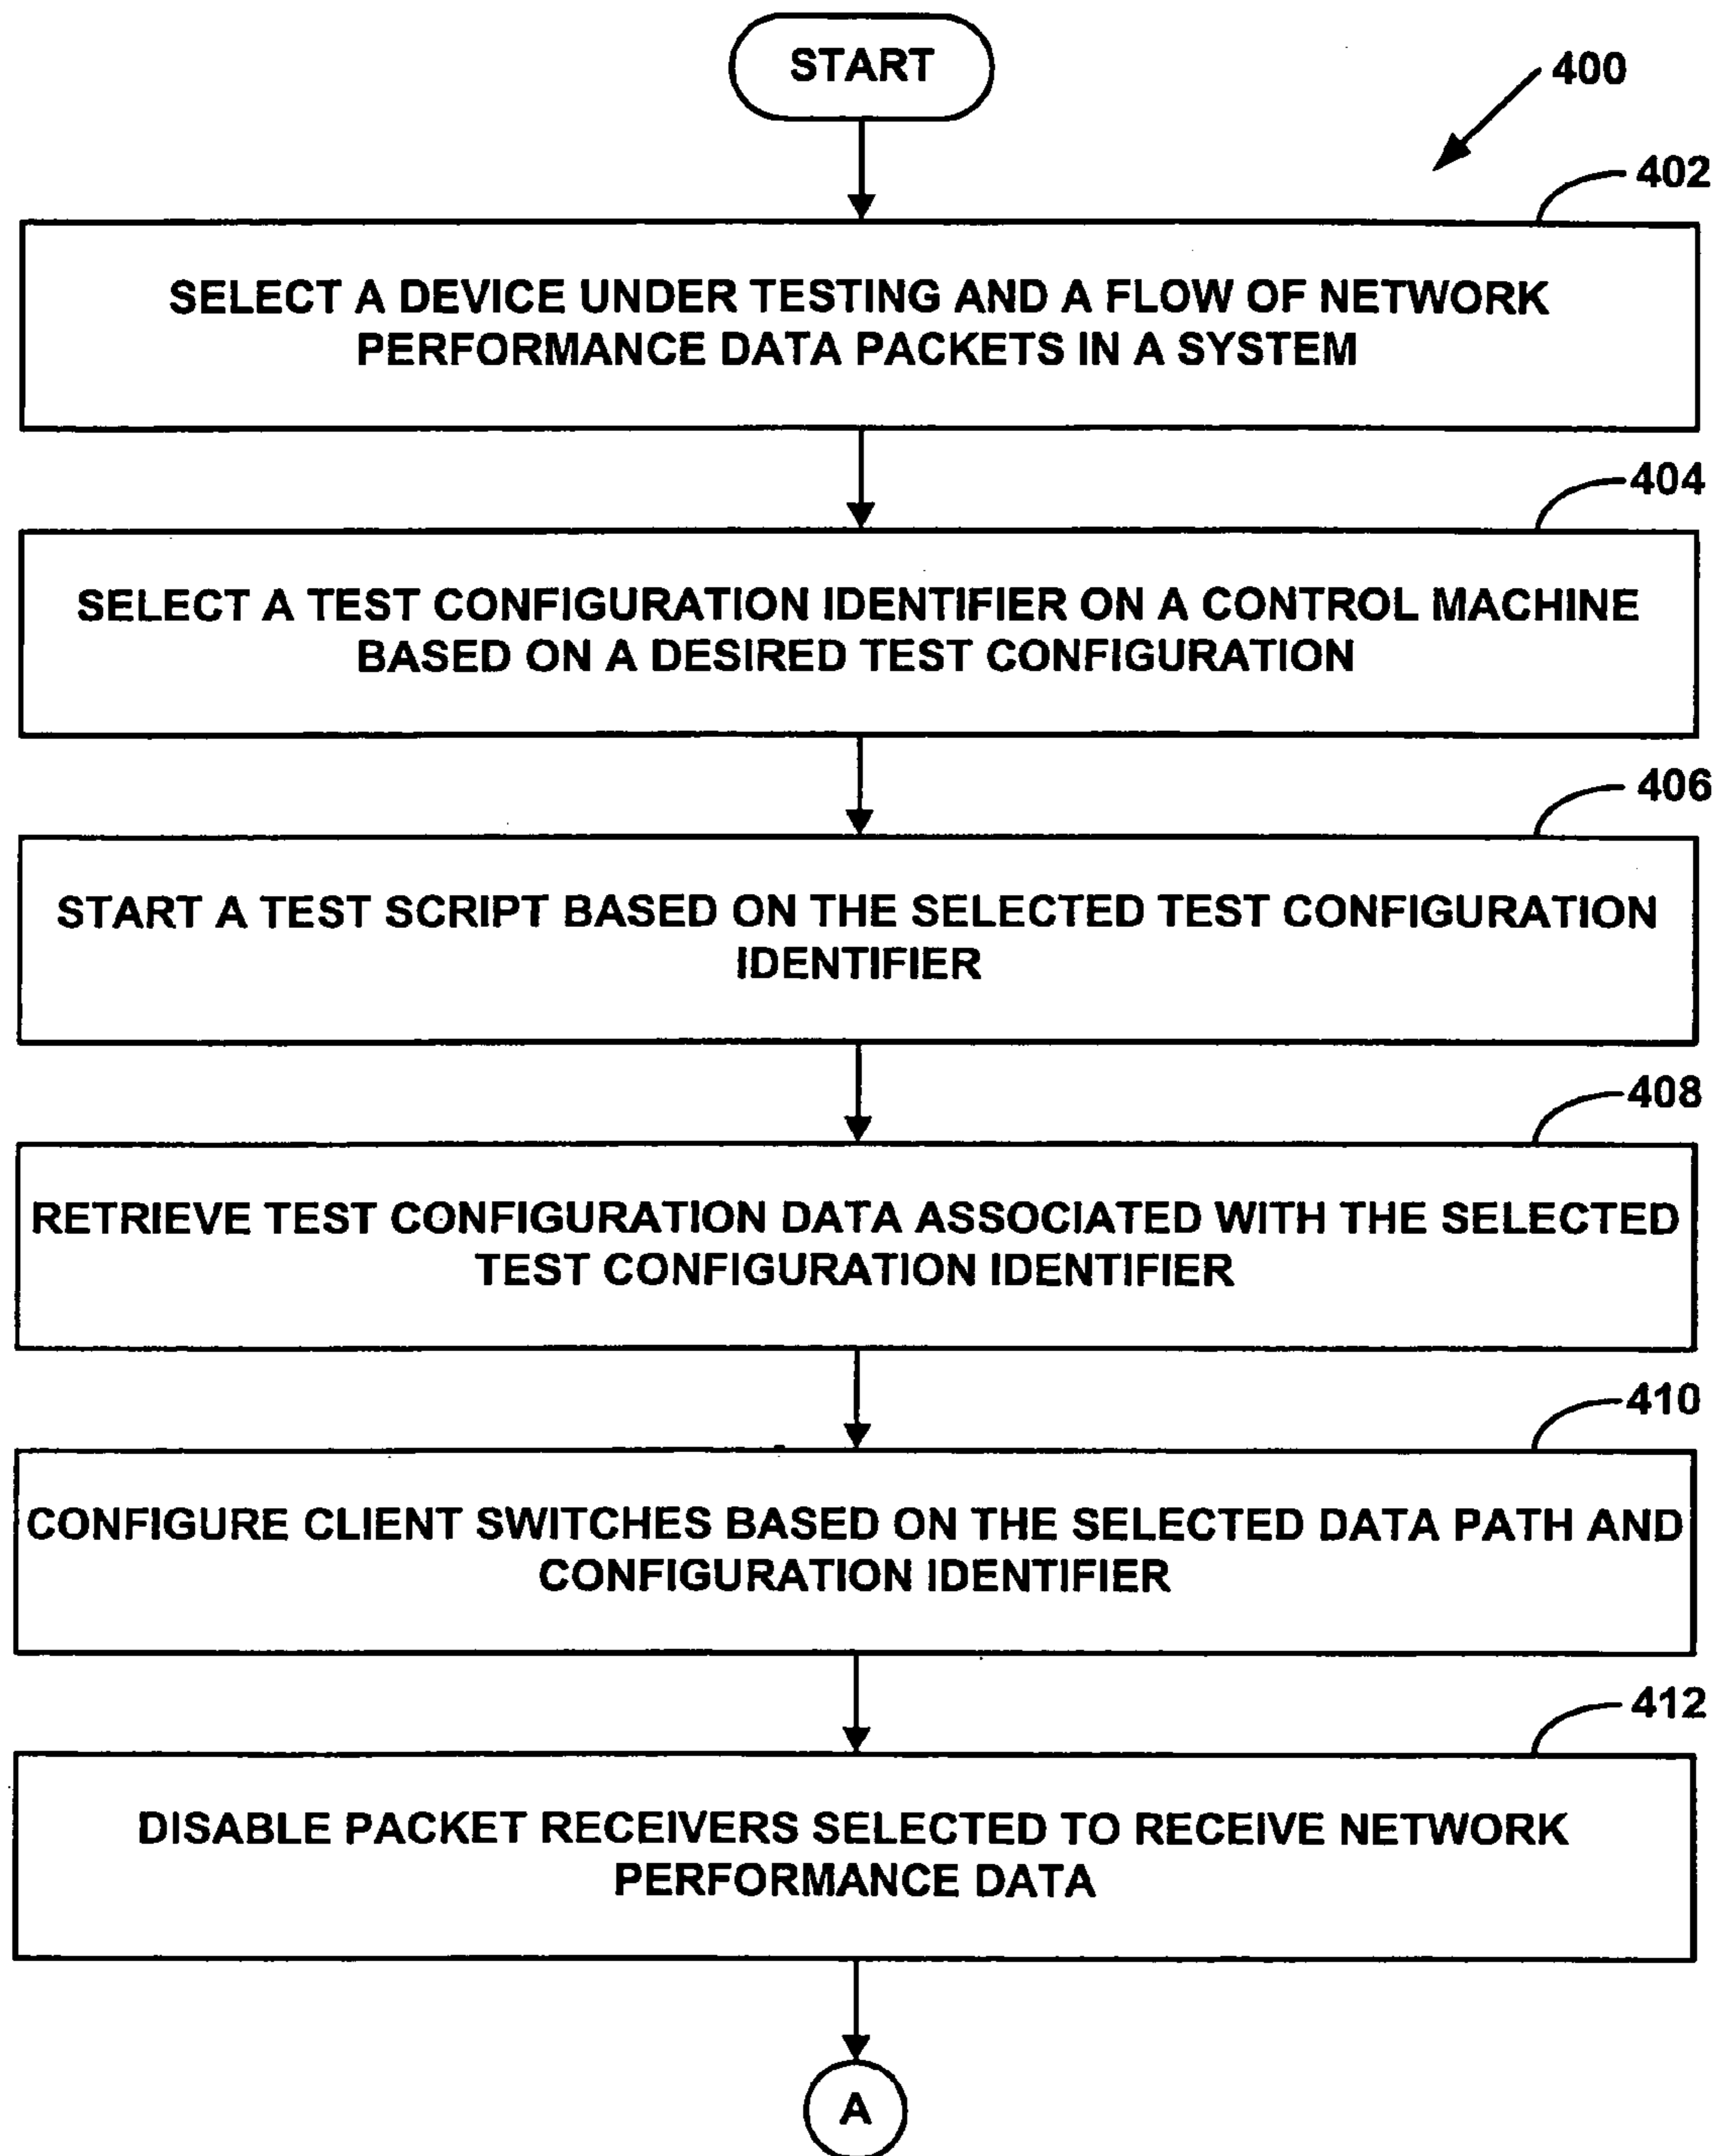 START
400
402
SELECT A DEVICE UNDER TESTING AND A FLOW OF NETWORK
PERFORMANCE DATA PACKETS IN A SYSTEM
404
SELECT A TEST CONFIGURATION IDENTIFIER ON A CONTROL MACHINE
BASED ON A DESIRED TEST CONFIGURATION
406
START A TEST SCRIPT BASED ON THE SELECTED TEST CONFIGURATION
IDENTIFIER
408
RETRIEVE TEST CONFIGURATION DATA ASSOCIATED WITH THE SELECTED
TEST CONFIGURATION IDENTIFIER
410
CONFIGURE CLIENT SWITCHES BASED ON THE SELECTED DATA PATH AND
CONFIGURATION IDENTIFIER
412
DISABLE PACKET RECEIVERS SELECTED TO RECEIVE NETWORK
PERFORMANCE DATA
A